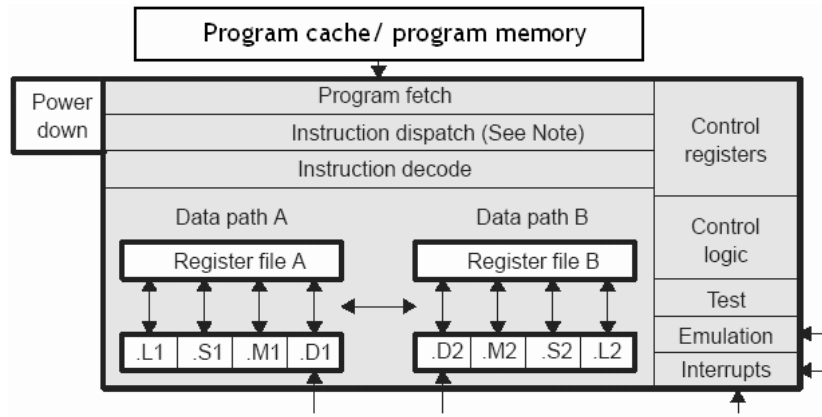 Program cache/ program memory
Power
down
Program fetch
Instruction dispatch (See Note)
Instruction decode
Control
registers
Data path A
Data path B
Register file A
Register file B
Control
logic
Test
.L1 .S1 .M1 .D1
.D2 .M2 .S2 .L2
Emulation
Interrupts